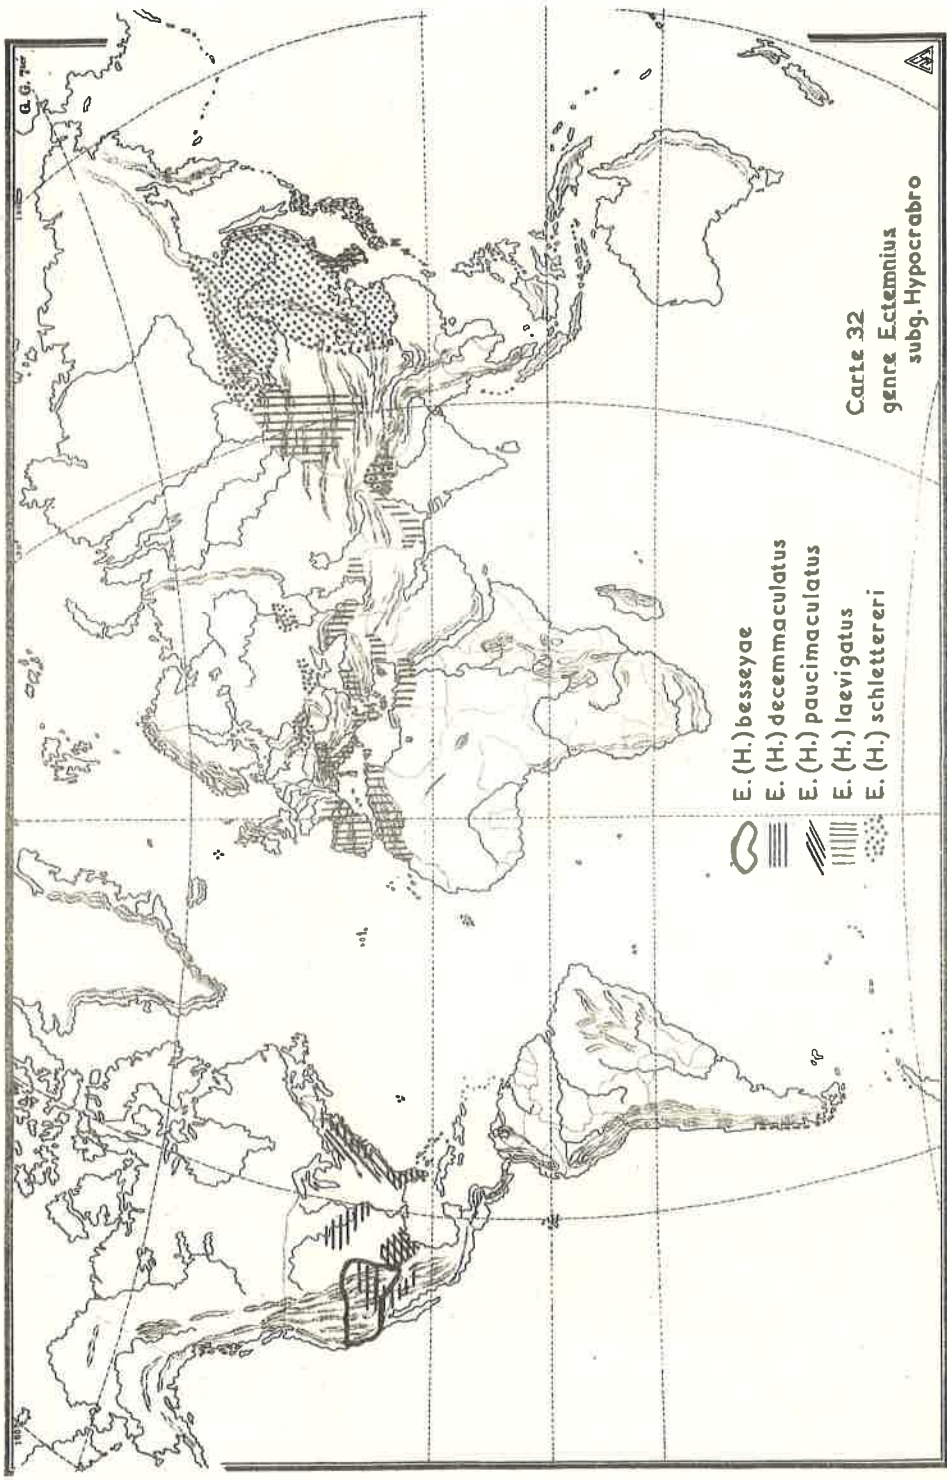 Carte 32
genre Ectemnius
subg. Hypocrabro
E. (H.) besseyae
E. (H.) decemmaculatus
E. (H.) paucimaculatus
E. (H.) laevigatus
E. (H.) schlettereri